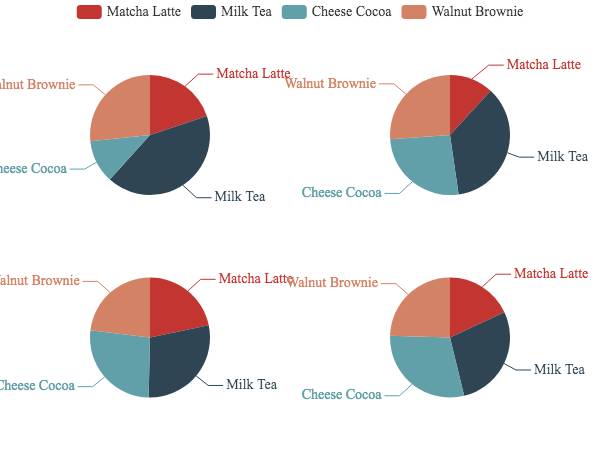 Matcha Latte Milk Tea Cheese Cocoa Walnut Brownie
Matcha Latte
alnut Brownie
heese Cocoa
Milk Tea
Matcha Latte
Walnut Brownie
Milk Tea
Cheese Cocoa
Matcha Latte
alnut Brownie
Milk Tea
Cheese Cocoa
Matcha Latte
Walnut Brownie
Milk Tea
Cheese Cocoa